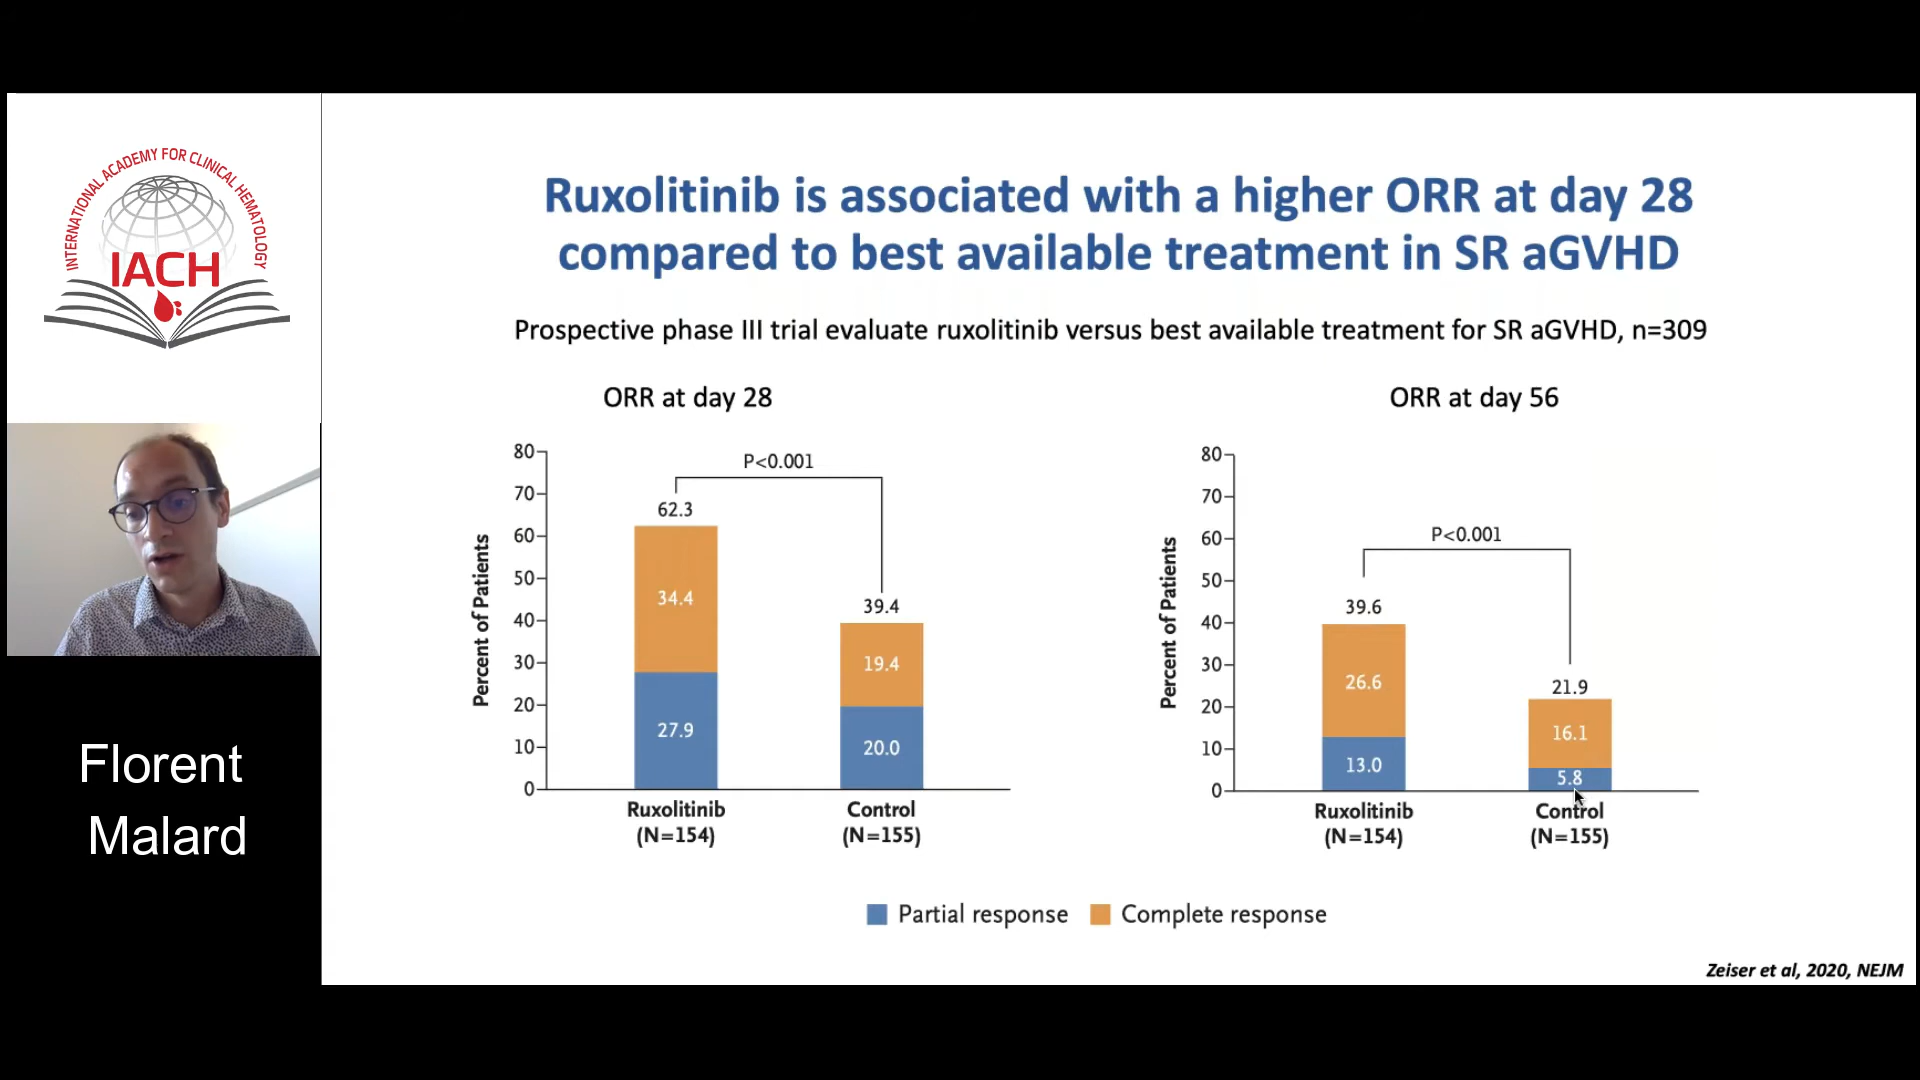 INTERNATIONAL ACADEMY FOR CLINICAL HEMATOLOGY
IACH
Florent
Malard
Ruxolitinib is associated with a higher ORR at day 28
compared to best available treatment in SR aGVHD
Prospective phase III trial evaluate ruxolitinib versus best available treatment for SR aGVHD, n=309
ORR at day 28
Percent of Patients
80
70
60
50
40
30
20
10
0
P<0.001
62.3
34.4
27.9
39.4
19.4
20.0
Ruxolitinib
(N=154)
Control
(N=155)
ORR at day 56
Percent of Patients
80
70
60
50
40
30
20
10
0
P<0.001
39.6
26.6
13.0
21.9
16.1
5.8
Ruxolitinib
(N=154)
Control
(N=155)
Partial response
Complete response
Zeiser et al, 2020, NEJM